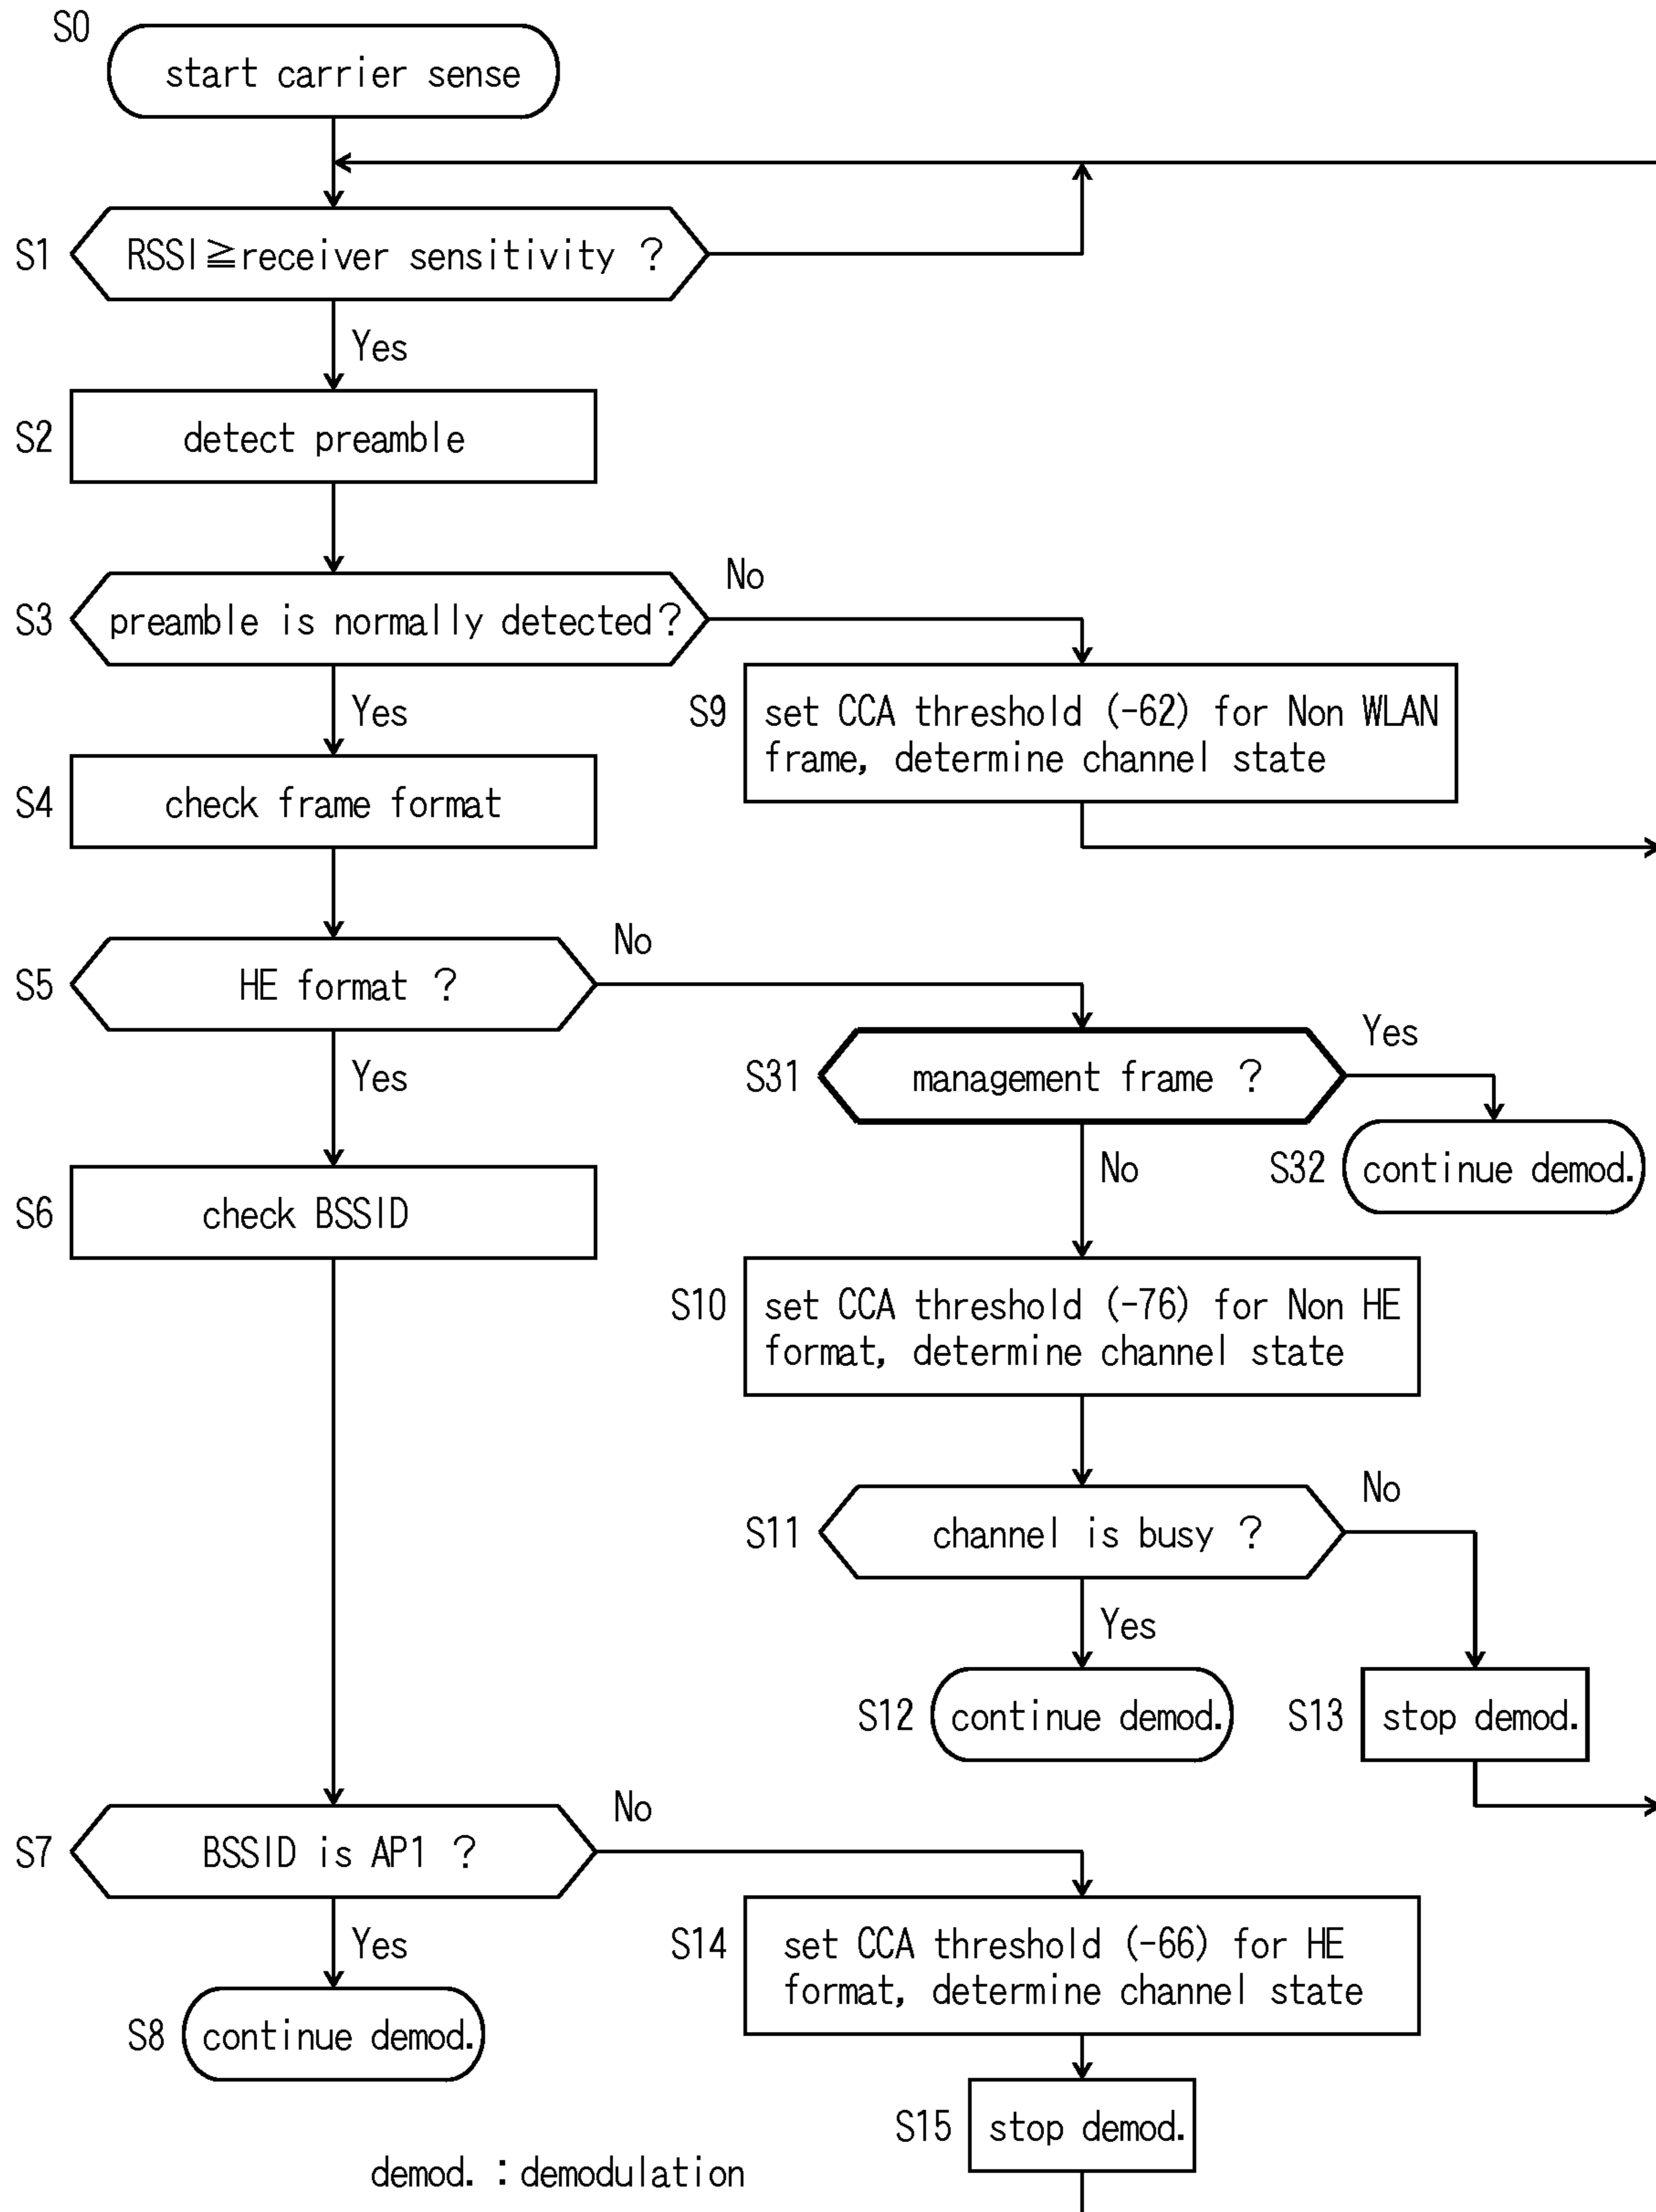 S0
start carrier sense
S1
RSSI≧receiver sensitivity ?
Yes
S2
detect preamble
S3
preamble is normally detected?
No
Yes
S9
set CCA threshold (-62) for Non WLAN
frame, determine channel state
S4
check frame format
S5
HE format ?
No
Yes
S31
management frame ?
Yes
No
S32
continue demod.
S6
check BSSID
S10
set CCA threshold (-76) for Non HE
format, determine channel state
S11
channel is busy ?
No
Yes
S12
continue demod.
S13
stop demod.
S7
BSSID is AP1 ?
No
Yes
S14
set CCA threshold (-66) for HE
format, determine channel state
S8
continue demod.
S15
stop demod.
demod. : demodulation